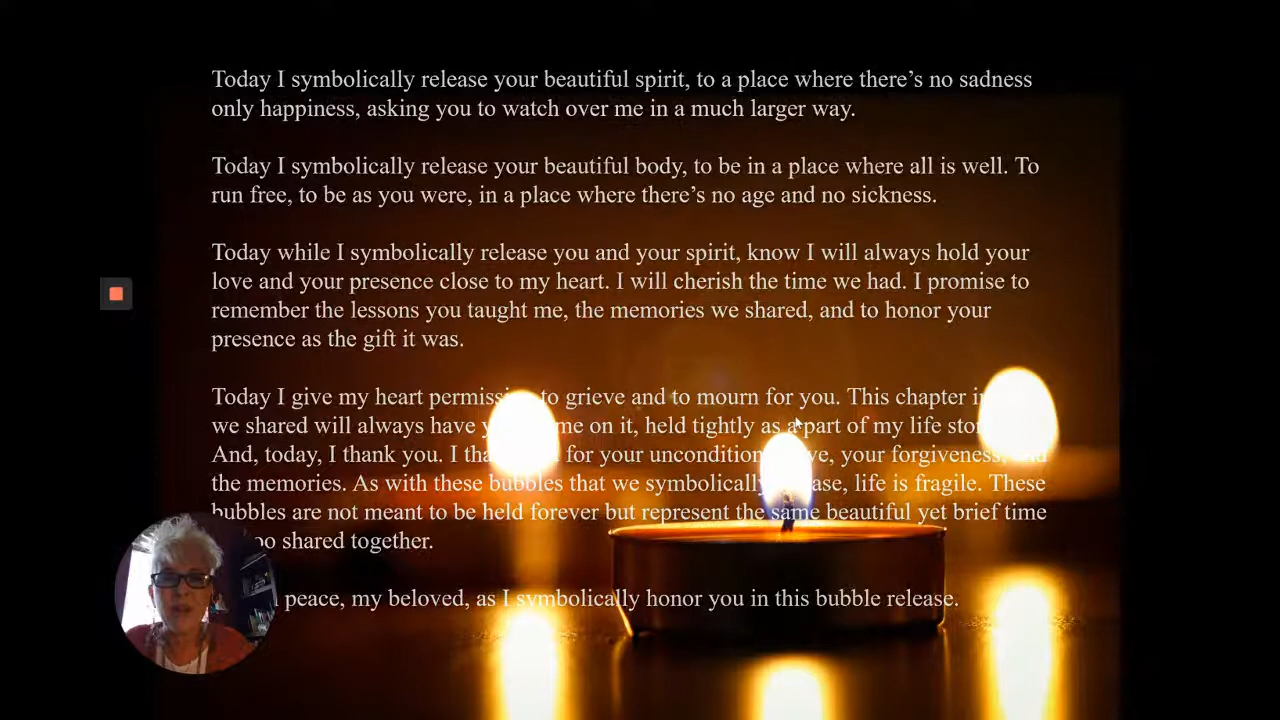 Today I symbolically release your beautiful spirit, to a place where there’s no sadness
only happiness, asking you to watch over me in a much larger way.
Today I symbolically release your beautiful body, to be in a place where all is well. To
run free, to be as you were, in a place where there’s no age and no sickness.
Today while I symbolically release you and your spirit, know I will always hold your
love and your presence close to my heart. I will cherish the time we had. I promise to
remember the lessons you taught me, the memories we shared, and to honor your
presence as the gift it was.
Today I give my heart permission to grieve and to mourn for you. This chapter
we shared will always have me on it, held tightly as a part of my life
And, today, I thank you. I for your your forgiveness,
the memories. As with these bubbles that we symbolically life is fragile. These
bubbles are not meant to be held forever but represent the same beautiful yet brief time
shared together.
peace, my beloved, as I symbolically honor you in this bubble release.